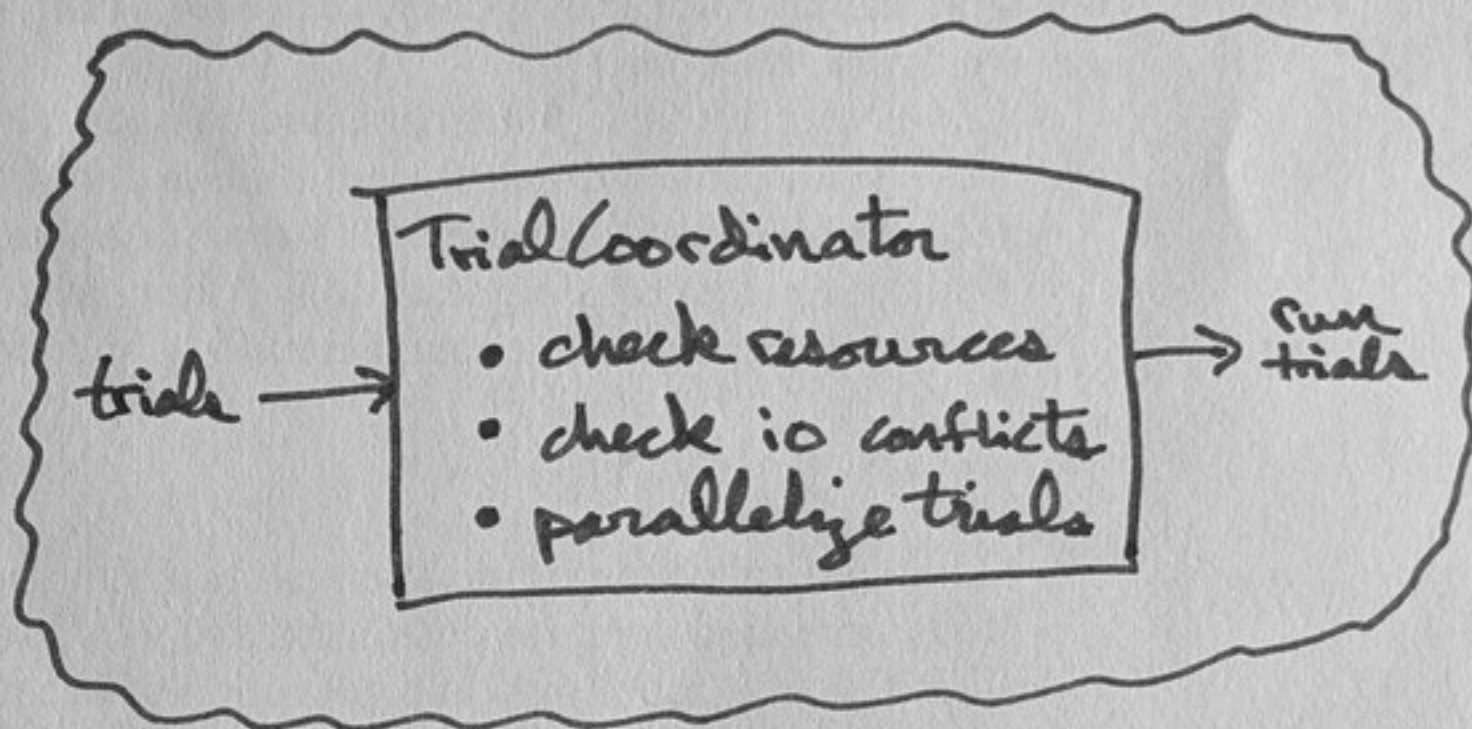 TrialCoordinator
• check resources
• check io conflicts
• parallelize trials
trials
run
trials